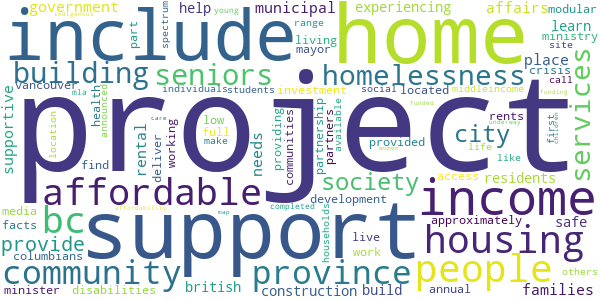 government help municipal experiencing affairs modular
indigenous young
include home
part spectrum range living mayor learn ministry
building seniors homelessness place site crisis call
vancouver individuals students investment social located middleincome funding
supportive mla health announced
project
services
location working low full make providing communities partnership partners provided available rents first children
find rental deliver needs city funded underway
care life like women
affordable society access residents
income
media bc support development
facts columbians provide households live work approximately safe
housing
affordability completed map
community province people
minister disabilities british construction build annual families others